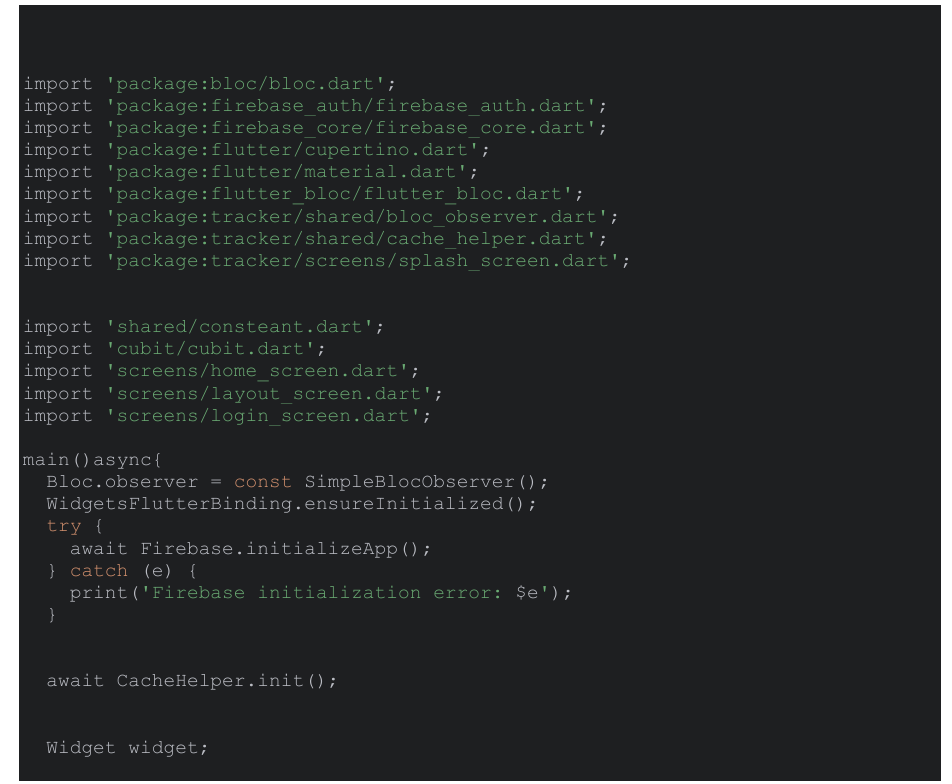 import 'package:bloc/bloc.dart';
import 'package:firebase_auth/firebase_auth.dart';
import 'package:firebase_core/firebase_core.dart';
import 'package:flutter/cupertino.dart';
import 'package:flutter/material.dart';
import 'package:flutter_bloc/flutter_bloc.dart';
import 'package:tracker/shared/bloc_observer.dart';
import 'package:tracker/shared/cache_helper.dart';
import 'package:tracker/screens/splash_screen.dart';
import 'shared/consteant.dart';
import 'cubit/cubit.dart';
import 'screens/home_screen.dart';
import 'screens/layout_screen.dart';
import 'screens/login_screen.dart';
main()async{
  Bloc.observer = const SimpleBlocObserver();
  WidgetsFlutterBinding.ensureInitialized();
  try {
    await Firebase.initializeApp();
  } catch (e) {
    print('Firebase initialization error: $e');
  }
  await CacheHelper.init();
  Widget widget;